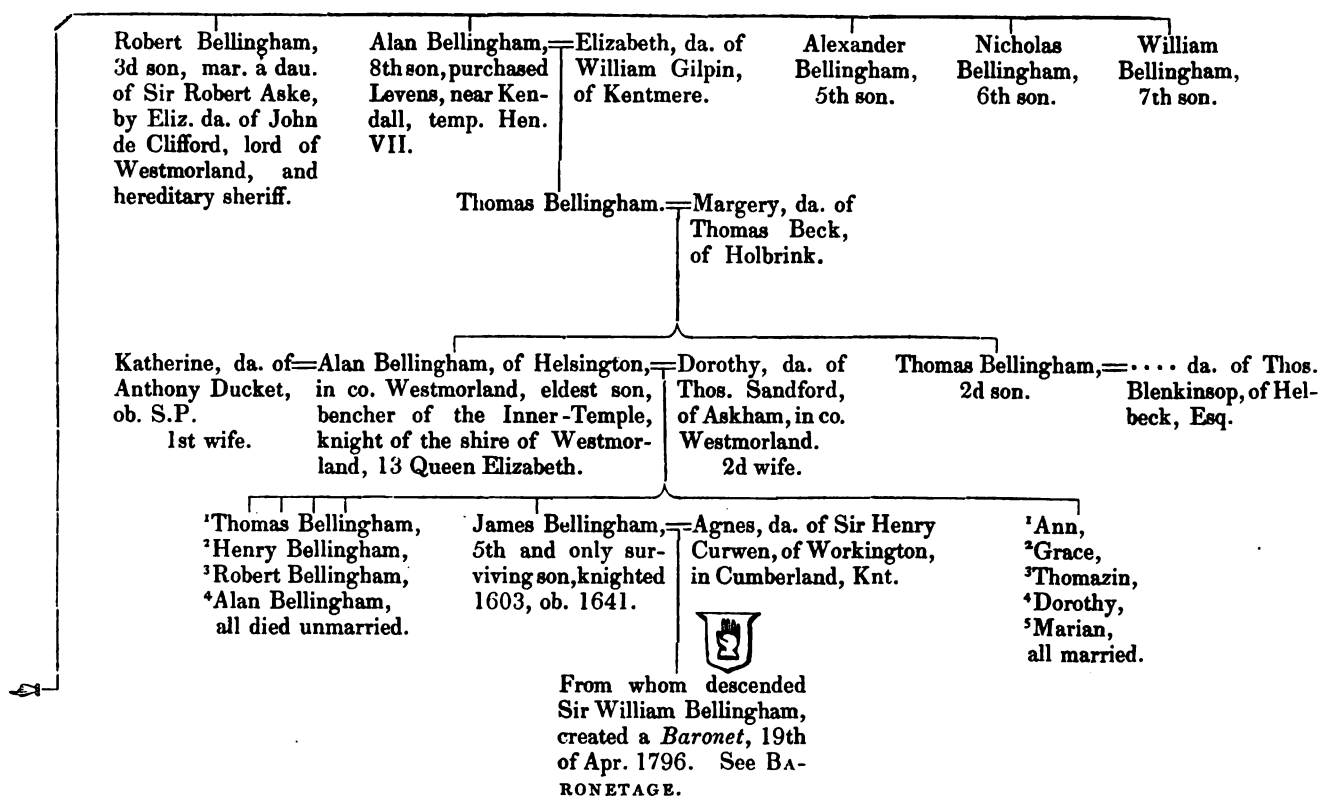 Robert Bellingham,
3d son, mar. à dau.
of Sir Robert Aske,
by Eliz. da. of John
de Clifford, lord of
Westmorland, and
hereditary sheriff.
Alan Bellingham,
8th son, purchased
Levens, near Ken-
dall, temp. Hen.
VII.
Elizabeth, da. of
William Gilpin,
of Kentmere.
Alexander
Bellingham,
5th son.
Nicholas
Bellingham,
6th son.
William
Bellingham,
7th son.
Thomas Bellingham.
Margery, da. of
Thomas Beck,
of Holbrink.
Katherine, da. of
Anthony Ducket,
ob. S.P.
1st wife.
Alan Bellingham, of Helsington,
in co. Westmorland, eldest son,
bencher of the Inner-Temple,
knight of the shire of Westmor-
land, 13 Queen Elizabeth.
Dorothy, da. of
Thos. Sandford,
of Askham, in co.
Westmorland.
2d wife.
Thomas Bellingham,
2d son.
···· da. of Thos.
Blenkinsop, of Hel-
beck, Esq.
¹Thomas Bellingham,
²Henry Bellingham,
³Robert Bellingham,
⁴Alan Bellingham,
all died unmarried.
James Bellingham,
5th and only sur-
viving son, knighted
1603, ob. 1641.
Agnes, da. of Sir Henry
Curwen, of Workington,
in Cumberland, Knt.
¹Ann,
²Grace,
³Thomazin,
⁴Dorothy,
⁵Marian,
all married.
From whom descended
Sir William Bellingham,
created a Baronet, 19th
of Apr. 1796. See BA-
RONETAGE.